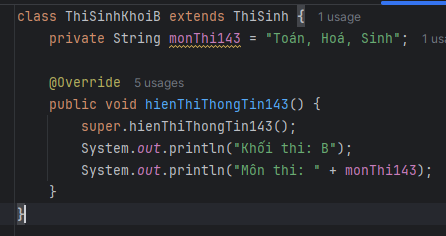 class ThiSinhKhoiB extends ThiSinh { 1 usage
private String monThi143 = "Toán, Hoá, Sinh"; 1 usa
@Override 5 usages
public void hienThiThongTin143() {
super.hienThiThongTin143();
System.out.println("Khối thi: B");
System.out.println("Môn thi: " + monThi143);
}
}